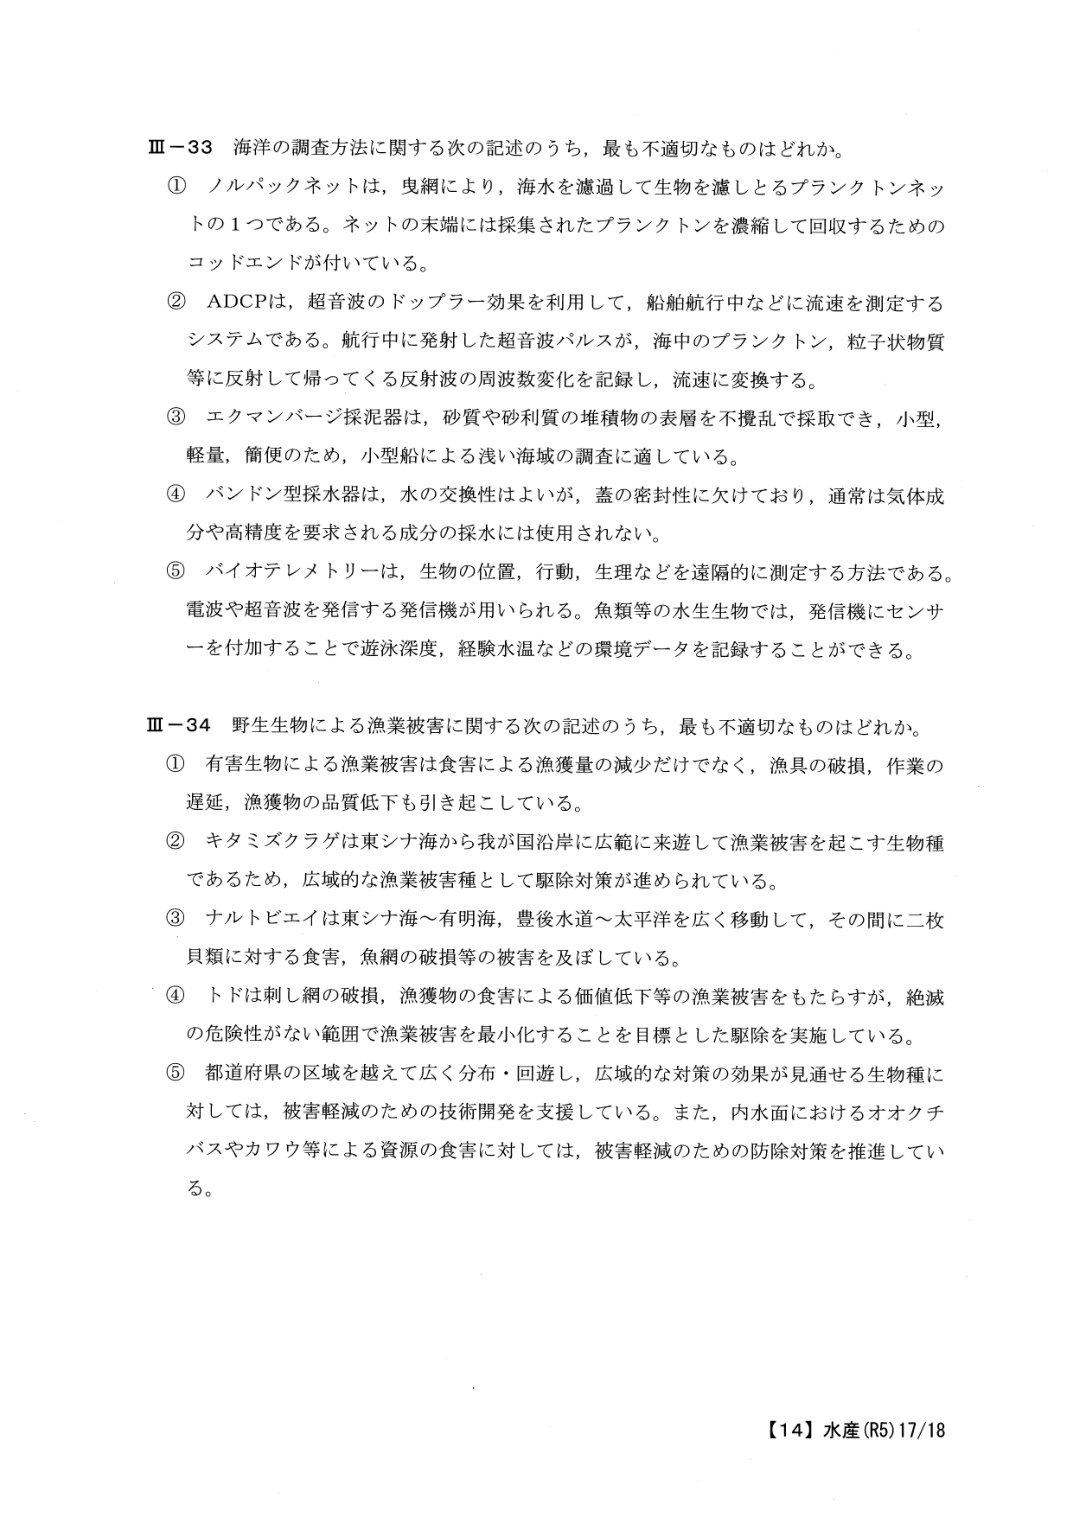 Ⅲ－33　海洋の調査方法に関する次の記述のうち，最も不適切なものはどれか。
①　ノルパックネットは，曳網により，海水を濾過して生物を濾しとるプランクトンネッ
トの１つである。ネットの末端には採集されたプランクトンを濃縮して回収するための
コッドエンドが付いている。
②　ADCPは，超音波のドップラー効果を利用して，船舶航行中などに流速を測定する
システムである。航行中に発射した超音波パルスが，海中のプランクトン，粒子状物質
等に反射して帰ってくる反射波の周波数変化を記録し，流速に変換する。
③　エクマンバージ採泥器は，砂質や砂利質の堆積物の表層を不攪乱で採取でき，小型，
軽量，簡便のため，小型船による浅い海域の調査に適している。
④　バンドン型採水器は，水の交換性はよいが，蓋の密封性に欠けており，通常は気体成
分や高精度を要求される成分の採水には使用されない。
⑤　バイオテレメトリーは，生物の位置，行動，生理などを遠隔的に測定する方法である。
電波や超音波を発信する発信機が用いられる。魚類等の水生生物では，発信機にセンサ
ーを付加することで遊泳深度，経験水温などの環境データを記録することができる。
Ⅲ－34　野生生物による漁業被害に関する次の記述のうち，最も不適切なものはどれか。
①　有害生物による漁業被害は食害による漁獲量の減少だけでなく，漁具の破損，作業の
遅延，漁獲物の品質低下も引き起こしている。
②　キタミズクラゲは東シナ海から我が国沿岸に広範に来遊して漁業被害を起こす生物種
であるため，広域的な漁業被害種として駆除対策が進められている。
③　ナルトビエイは東シナ海～有明海，豊後水道～太平洋を広く移動して，その間に二枚
貝類に対する食害，魚網の破損等の被害を及ぼしている。
④　トドは刺し網の破損，漁獲物の食害による価値低下等の漁業被害をもたらすが，絶滅
の危険性がない範囲で漁業被害を最小化することを目標とした駆除を実施している。
⑤　都道府県の区域を越えて広く分布・回遊し，広域的な対策の効果が見通せる生物種に
対しては，被害軽減のための技術開発を支援している。また，内水面におけるオオクチ
バスやカワウ等による資源の食害に対しては，被害軽減のための防除対策を推進してい
る。
【14】水産(R5)17/18